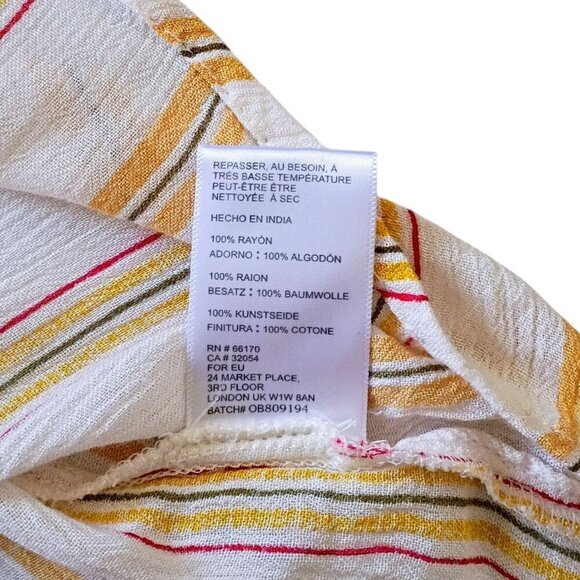 REPASSER, AU BESOIN, À
TRÈS BASSE TEMPÉRATURE
PEUT-ÊTRE ÊTRE
NETTOYÉE À SEC
HECHO EN INDIA
100% RAYÓN
ADORNO : 100% ALGODÓN
100% RAION
BESATZ : 100% BAUMWOLLE
100% KUNSTSEIDE
FINITURA : 100% COTONE
RN # 66170
CA # 32054
FOR EU
24 MARKET PLACE,
3RD FLOOR
LONDON UK W1W 8AN
BATCH# OB809194